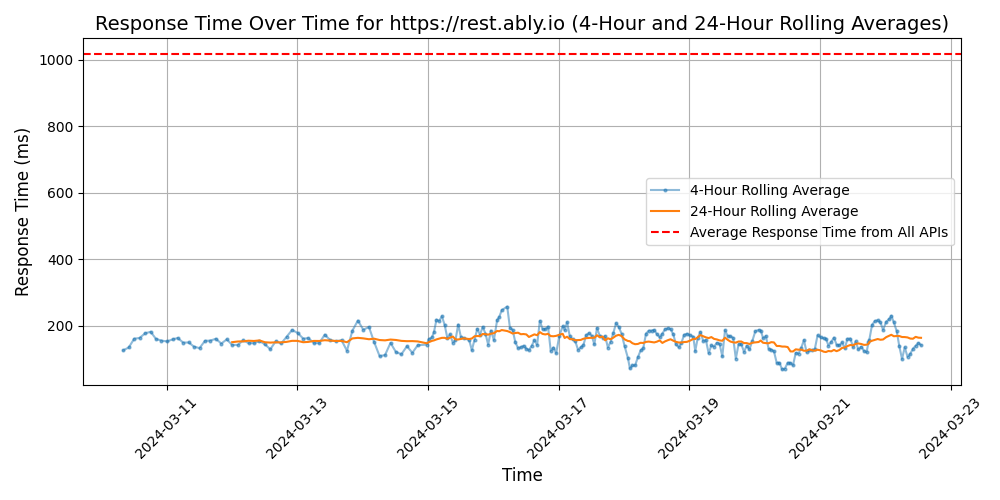 Response Time Over Time for https://rest.ably.io (4-Hour and 24-Hour Rolling Averages)
Response Time (ms)
1000
800
600
400
200
4-Hour Rolling Average
24-Hour Rolling Average
Average Response Time from All APIs
2024-03-11
2024-03-13
2024-03-15
2024-03-17
2024-03-19
2024-03-21
2024-03-23
Time